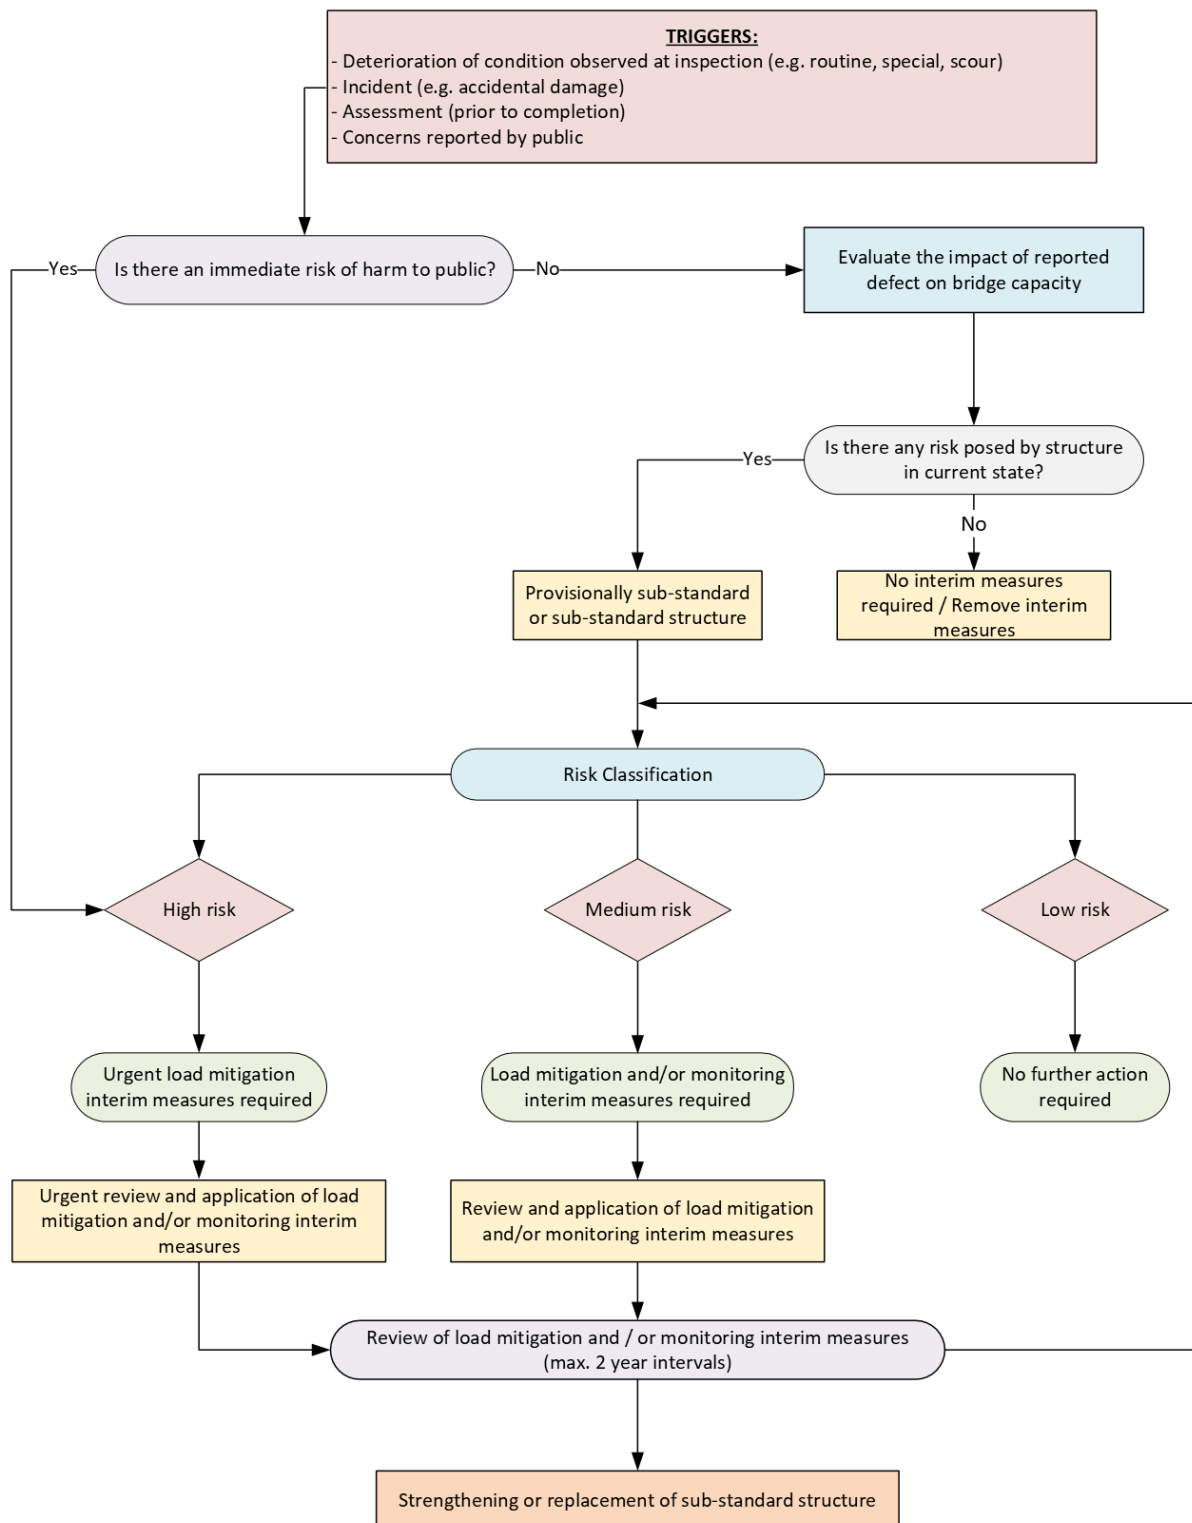 TRIGGERS:
- Deterioration of condition observed at inspection (e.g. routine, special, scour)
- Incident (e.g. accidental damage)
- Assessment (prior to completion)
- Concerns reported by public
Yes
Is there an immediate risk of harm to public?
No
Evaluate the impact of reported
defect on bridge capacity
Is there any risk posed by structure
in current state?
Yes
No
Provisionally sub-standard
or sub-standard structure
No interim measures
required / Remove interim
measures
Risk Classification
High risk
Medium risk
Low risk
Urgent load mitigation
interim measures required
Load mitigation and/or monitoring
interim measures required
No further action
required
Urgent review and application of load
mitigation and/or monitoring interim
measures
Review and application of load mitigation
and/or monitoring interim measures
Review of load mitigation and / or monitoring interim measures
(max. 2 year intervals)
Strengthening or replacement of sub-standard structure